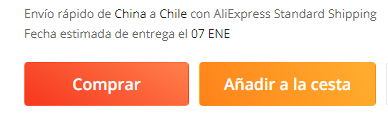 Envío rápido de China a Chile con AliExpress Standard Shipping
Fecha estimada de entrega el 07 ENE
Comprar
Añadir a la cesta